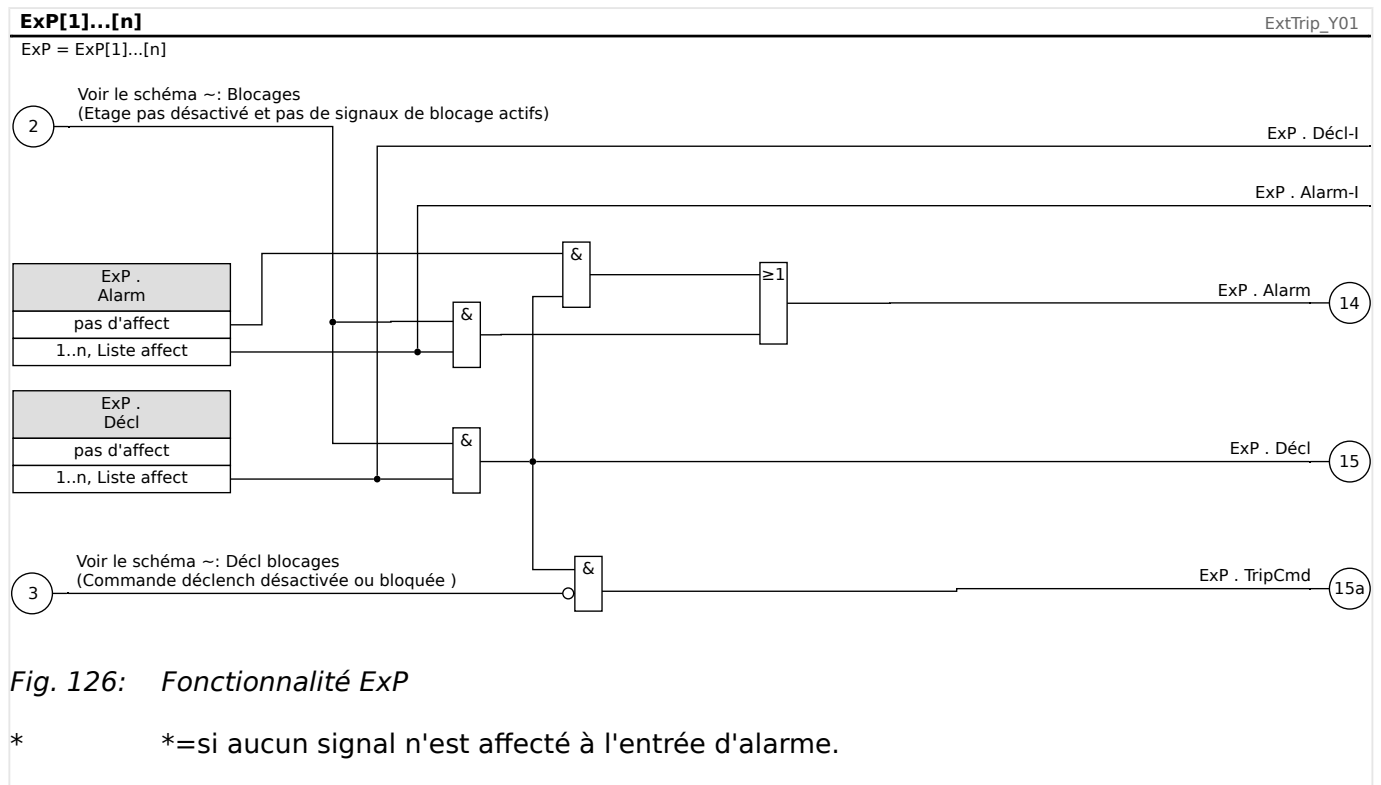 ExP[1]...[n]
ExtTrip_Y01
ExP = ExP[1]...[n]
Voir le schéma ~: Blocages
(Etage pas désactivé et pas de signaux de blocage actifs)
2
ExP . Décl-I
ExP . Alarm-I
&
ExP .
Alarm
≥1
ExP . Alarm
14
pas d'affect
&
1..n, Liste affect
ExP .
Décl
&
pas d'affect
ExP . Décl
15
1..n, Liste affect
Voir le schéma ~: Décl blocages
(Commande déclench désactivée ou bloquée )
3
&
ExP . TripCmd
15a
Fig. 126: Fonctionnalité ExP
* *=si aucun signal n'est affecté à l'entrée d'alarme.